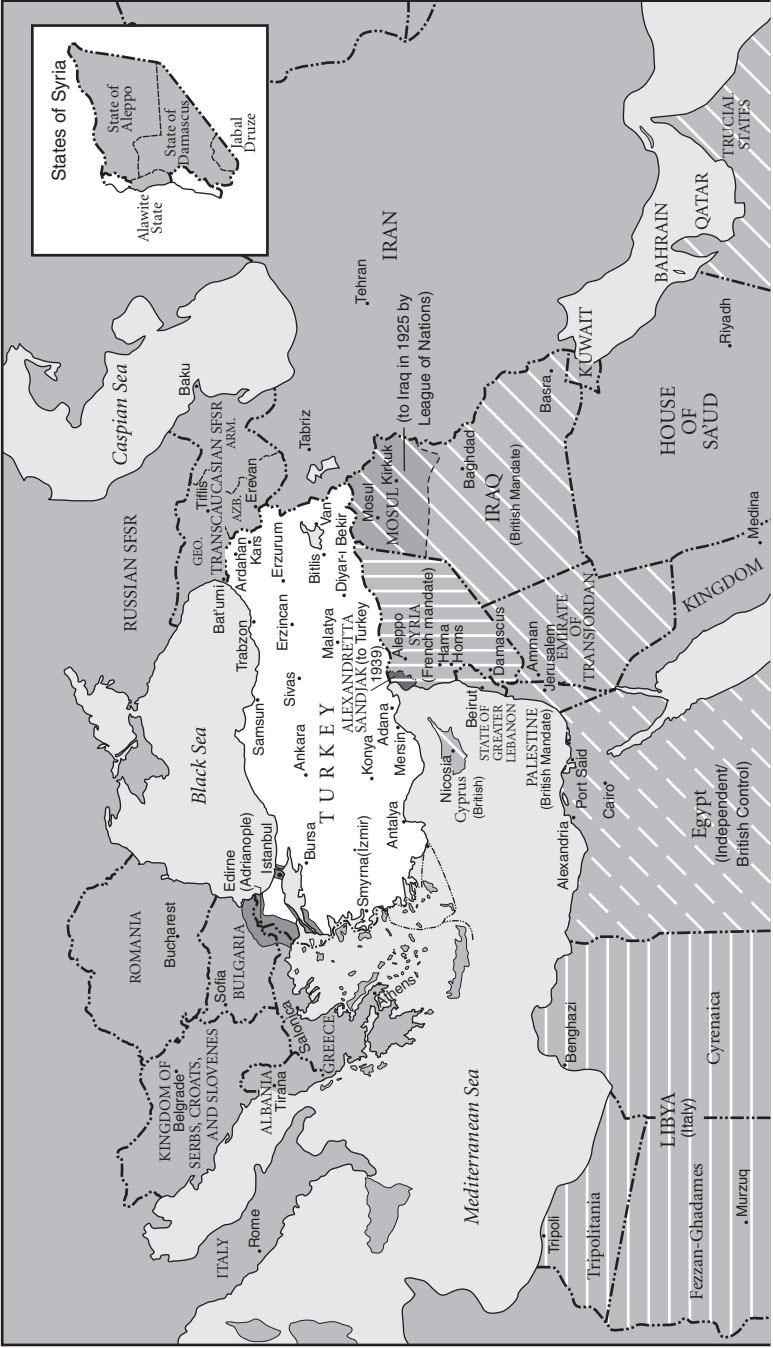 States of Syria
State of
Aleppo
State of
Damascus
Alawite
State
Jabal
Druze
RUSSIAN SFSR
Caspian Sea
Black Sea
ROMANIA
Bucharest
KINGDOM OF
Belgrade
SERBS, CROATS,
AND SLOVENES
Sofia
BULGARIA
ITALY
Rome
ALBANIA
Tirana
Salonica
GREECE
Athens
Edirne
(Adrianople)
Istanbul
Bursa
Smyrna(İzmir)
TURKEY
Ankara
Samsun
Sivas
Trabzon
Erzincan
Erzurum
Bat'umi
Ardahan
Kars
GEO.
TRANSCAUCASIAN SFSR
Tiflis
AZB.
ARM.
Erevan
Baku
Tabriz
Van
Bitlis
Diyar-ı Bekir
Malatya
ALEXANDRETTA
SANDJAK (to Turkey
1939)
Konya
Adana
Mersin
Antalya
Tehran
IRAN
Mosul
MOSUL
Kirkuk
(to Iraq in 1925 by
League of Nations)
Aleppo
SYRIA
(French mandate)
Hama
Homs
Damascus
Beirut
STATE OF
GREATER
LEBANON
Nicosia
Cyprus
(British)
PALESTINE
(British Mandate)
Amman
Jerusalem
EMIRATE
OF
TRANSJORDAN
Baghdad
IRAQ
(British Mandate)
Basra
KUWAIT
BAHRAIN
QATAR
TRUCIAL
STATES
Riyadh
HOUSE
OF
SA'UD
Medina
KINGDOM
Mediterranean Sea
Alexandria
Port Said
Cairo
Egypt
(Independent/
British Control)
Benghazi
Cyrenaica
LIBYA
(Italy)
Tripoli
Tripolitania
Fezzan-Ghadames
Murzuq